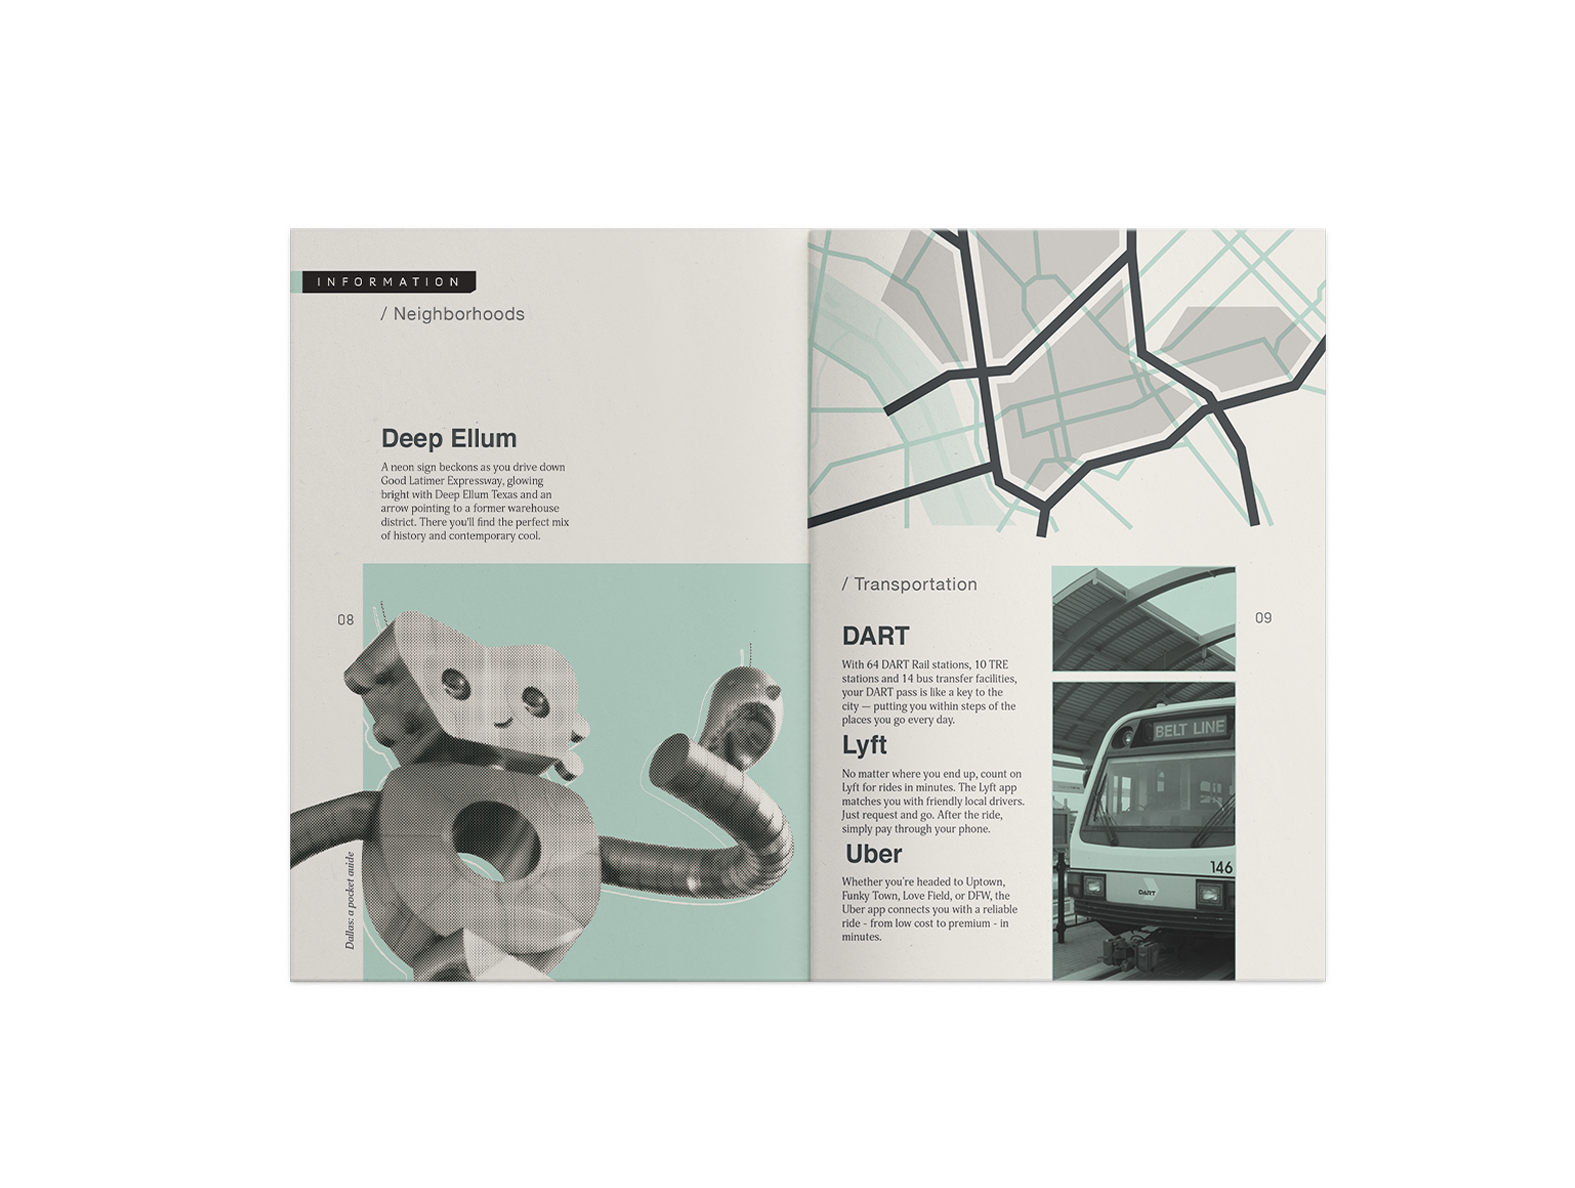 INFORMATION
/ Neighborhoods
Deep Ellum
A neon sign beckons as you drive down
Good Latimer Expressway, glowing
bright with Deep Ellum Texas and an
arrow pointing to a former warehouse
district. There you'll find the perfect mix
of history and contemporary cool.
08
Dallas: a pocket guide
/ Transportation
DART
With 64 DART Rail stations, 10 TRE
stations and 14 bus transfer facilities,
your DART pass is like a key to the
city — putting you within steps of the
places you go every day.
Lyft
No matter where you end up, count on
Lyft for rides in minutes. The Lyft app
matches you with friendly local drivers.
Just request and go. After the ride,
simply pay through your phone.
Uber
Whether you're headed to Uptown,
Funky Town, Love Field, or DFW, the
Uber app connects you with a reliable
ride - from low cost to premium - in
minutes.
09
BELT LINE
146
DART